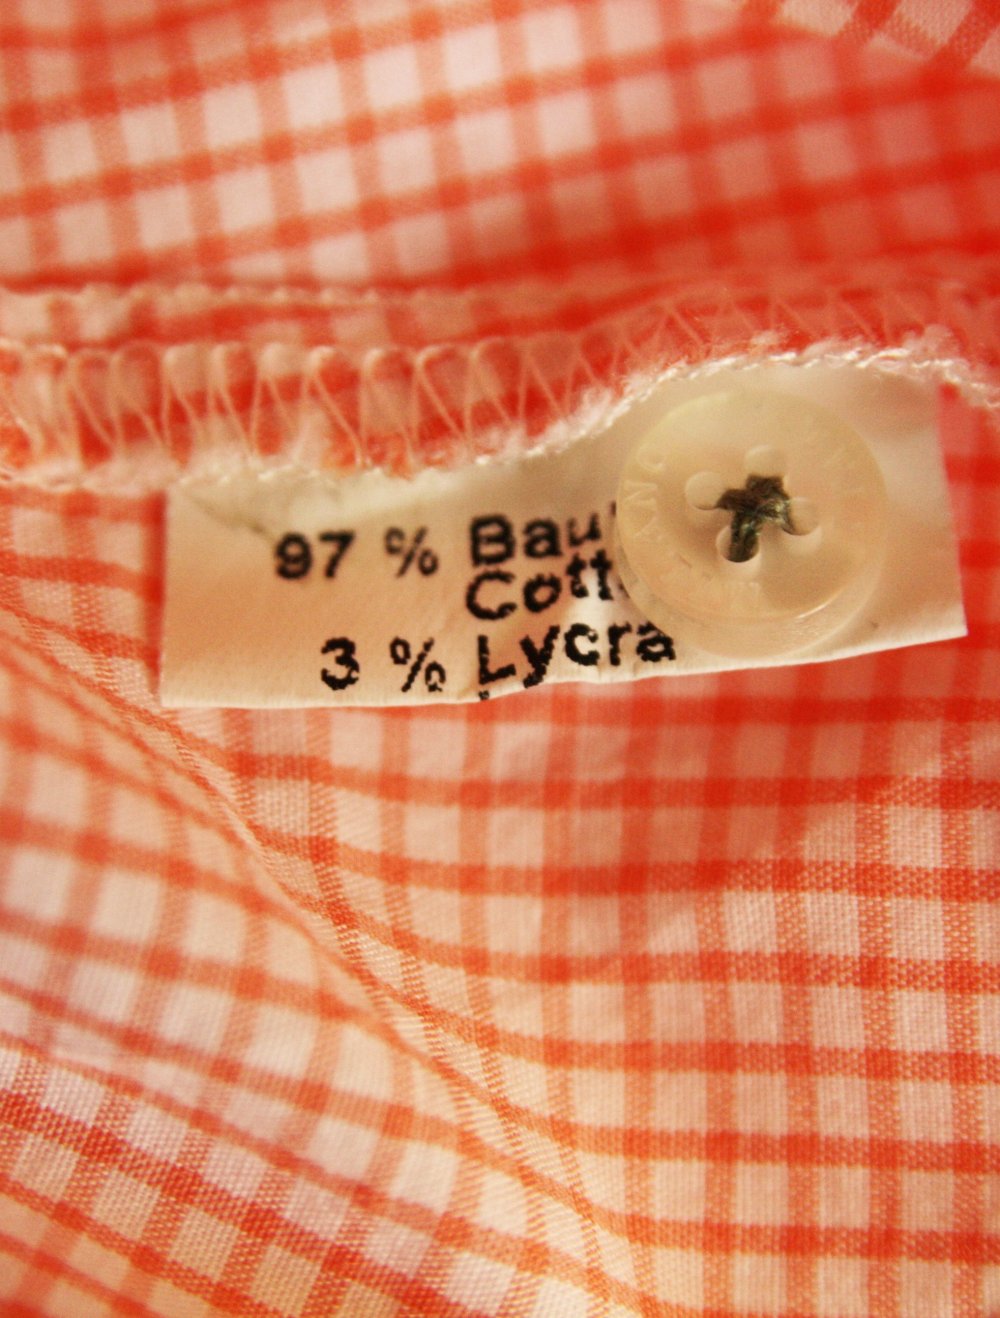 97 % Bau
Cott
3 % Lycra